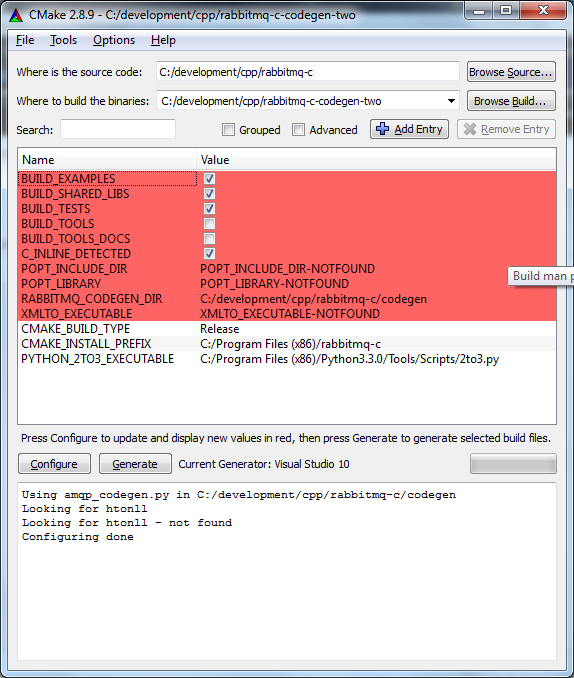 CMake 2.8.9 - C:/development/cpp/rabbitmq-c-codegen-two
File Tools Options Help
Where is the source code: C:/development/cpp/rabbitmq-c Browse Source...
Where to build the binaries: C:/development/cpp/rabbitmq-c-codegen-two Browse Build...
Search: Grouped Advanced Add Entry Remove Entry
Name Value
BUILD_EXAMPLES
BUILD_SHARED_LIBS
BUILD_TESTS
BUILD_TOOLS
BUILD_TOOLS_DOCS
C_INLINE_DETECTED
POPT_INCLUDE_DIR POPT_INCLUDE_DIR-NOTFOUND
Build man
POPT_LIBRARY POPT_LIBRARY-NOTFOUND
RABBITMQ_CODEGEN_DIR C:/development/cpp/rabbitmq-c/codegen
XMLTO_EXECUTABLE XMLTO_EXECUTABLE-NOTFOUND
CMAKE_BUILD_TYPE Release
CMAKE_INSTALL_PREFIX C:/Program Files (x86)/rabbitmq-c
PYTHON_2TO3_EXECUTABLE C:/Program Files (x86)/Python3.3.0/Tools/Scripts/2to3.py
Press Configure to update and display new values in red, then press Generate to generate selected build files.
Configure Generate Current Generator: Visual Studio 10
Using amqp_codegen.py in C:/development/cpp/rabbitmq-c/codegen
Looking for htonll
Looking for htonll - not found
Configuring done